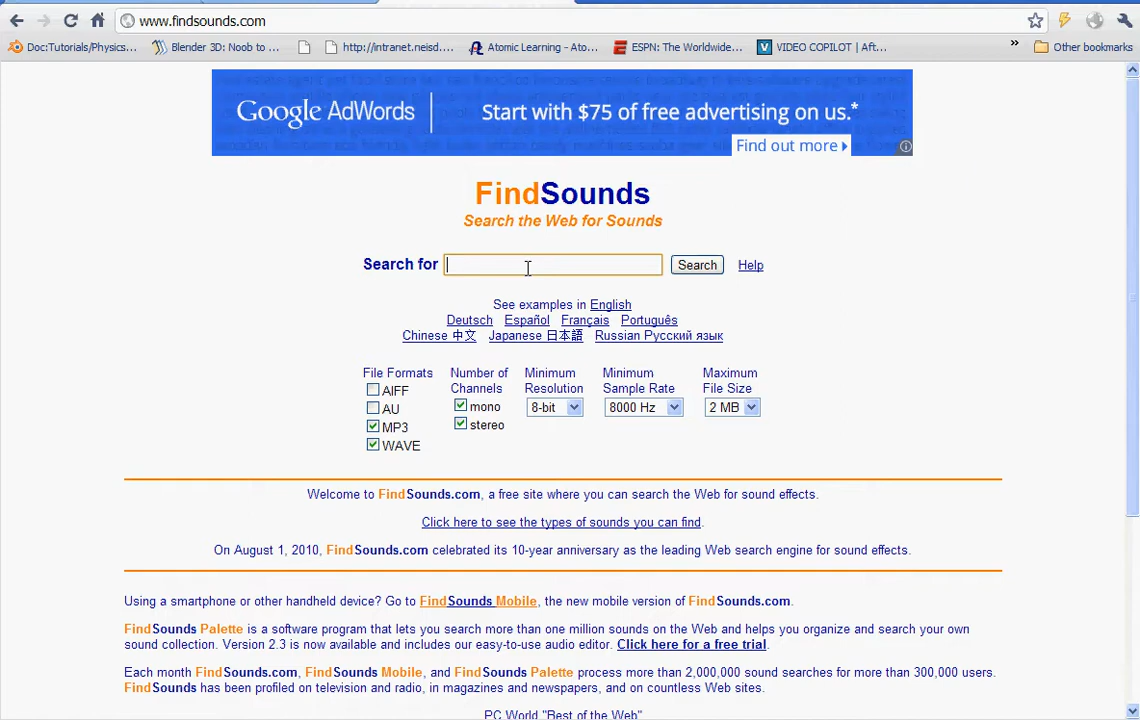 www.findsounds.com
Doc:Tutorials/Physics... Blender 3D: Noob to ... http://intranet.neisd.... Atomic Learning - Ato... ESPN: The Worldwide... VIDEO COPILOT | Aft... » Other bookmarks
Google AdWords Start with $75 of free advertising on us.*
Find out more
FindSounds
Search the Web for Sounds
Search for Search Help
See examples in English
Deutsch Español Français Português
Chinese 中文 Japanese 日本語 Russian Русский язык
File Formats Number of Minimum Minimum Maximum
Channels Resolution Sample Rate File Size
AIFF
mono 8-bit 8000 Hz 2 MB
AU
MP3 stereo
WAVE
Welcome to FindSounds.com, a free site where you can search the Web for sound effects.
Click here to see the types of sounds you can find.
On August 1, 2010, FindSounds.com celebrated its 10-year anniversary as the leading Web search engine for sound effects.
Using a smartphone or other handheld device? Go to FindSounds Mobile, the new mobile version of FindSounds.com.
FindSounds Palette is a software program that lets you search more than one million sounds on the Web and helps you organize and search your own
sound collection. Version 2.3 is now available and includes our easy-to-use audio editor. Click here for a free trial.
Each month FindSounds.com, FindSounds Mobile, and FindSounds Palette process more than 2,000,000 sound searches for more than 300,000 users.
FindSounds has been profiled on television and radio, in magazines and newspapers, and on countless Web sites.
PC World "Best of the Web"